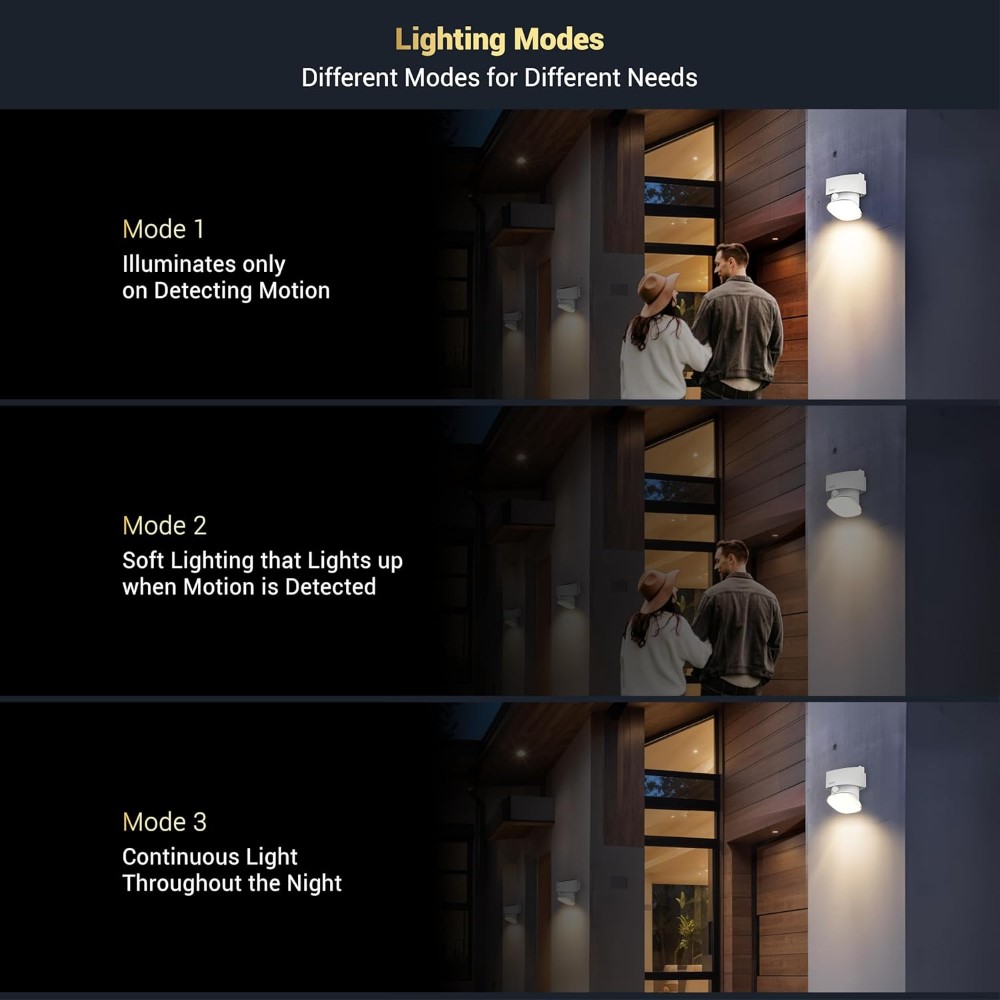 Lighting Modes
Different Modes for Different Needs
Mode 1
Illuminates only
on Detecting Motion
Mode 2
Soft Lighting that Lights up
when Motion is Detected
Mode 3
Continuous Light
Throughout the Night